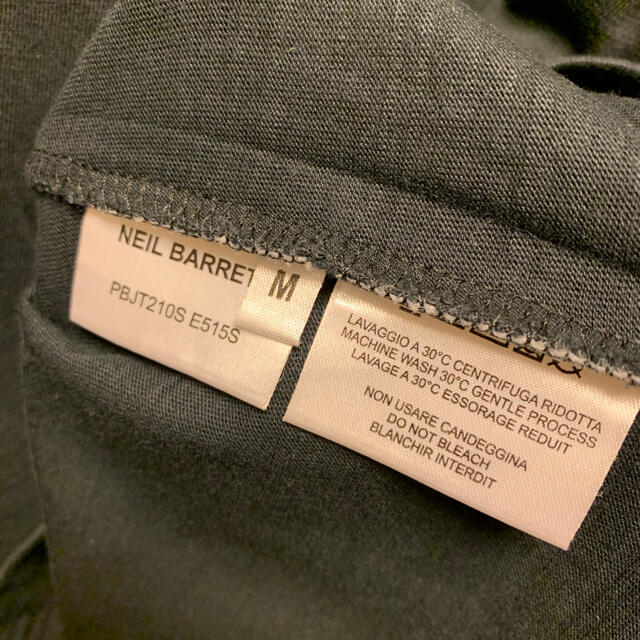 NEIL BARRET
M
PBJT210S E515S
LAVAGGIO A 30°C CENTRIFUGA RIDOTTA
MACHINE WASH 30°C GENTLE PROCESS
LAVAGE A 30°C ESSORAGE REDUIT
NON USARE CANDEGGINA
DO NOT BLEACH
BLANCHIR INTERDIT